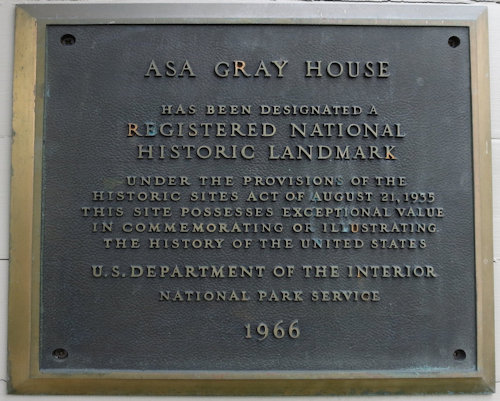 ASA GRAY HOUSE
HAS BEEN DESIGNATED A
REGISTERED NATIONAL
HISTORIC LANDMARK
UNDER THE PROVISIONS OF THE
HISTORIC SITES ACT OF AUGUST 21, 1935
THIS SITE POSSESSES EXCEPTIONAL VALUE
IN COMMEMORATING OR ILLUSTRATING
THE HISTORY OF THE UNITED STATES
U.S. DEPARTMENT OF THE INTERIOR
NATIONAL PARK SERVICE
1966